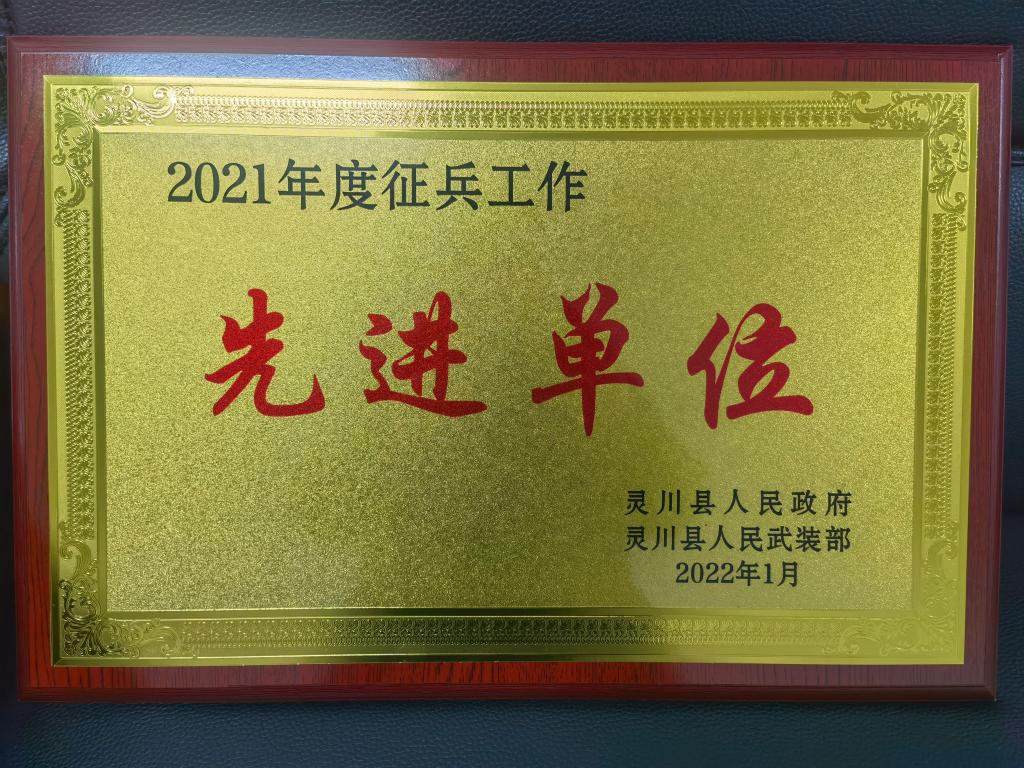 2021年度征兵工作
先进单位
灵川县人民政府
灵川县人民武装部
2022年1月